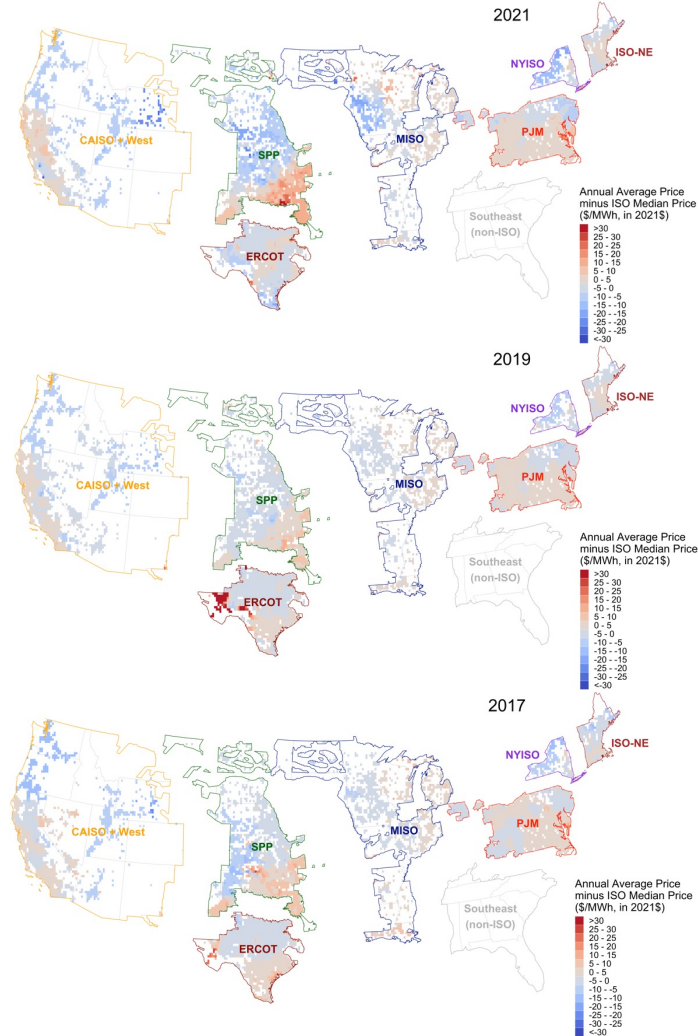 2021
ISO-NE
NYISO
CAISO + West
SPP
MISO
PJM
ERCOT
Southeast
(non-ISO)
Annual Average Price
minus ISO Median Price
($/MWh, in 2021$)
>30
25 - 30
20 - 25
15 - 20
10 - 15
5 - 10
0 - 5
-5 - 0
-10 - -5
-15 - -10
-20 - -15
-25 - -20
-30 - -25
<-30
2019
ISO-NE
NYISO
CAISO + West
SPP
MISO
PJM
ERCOT
Southeast
(non-ISO)
Annual Average Price
minus ISO Median Price
($/MWh, in 2021$)
>30
25 - 30
20 - 25
15 - 20
10 - 15
5 - 10
0 - 5
-5 - 0
-10 - -5
-15 - -10
-20 - -15
-25 - -20
-30 - -25
<-30
2017
ISO-NE
NYISO
CAISO + West
SPP
MISO
PJM
ERCOT
Southeast
(non-ISO)
Annual Average Price
minus ISO Median Price
($/MWh, in 2021$)
>30
25 - 30
20 - 25
15 - 20
10 - 15
5 - 10
0 - 5
-5 - 0
-10 - -5
-15 - -10
-20 - -15
-25 - -20
-30 - -25
<-30